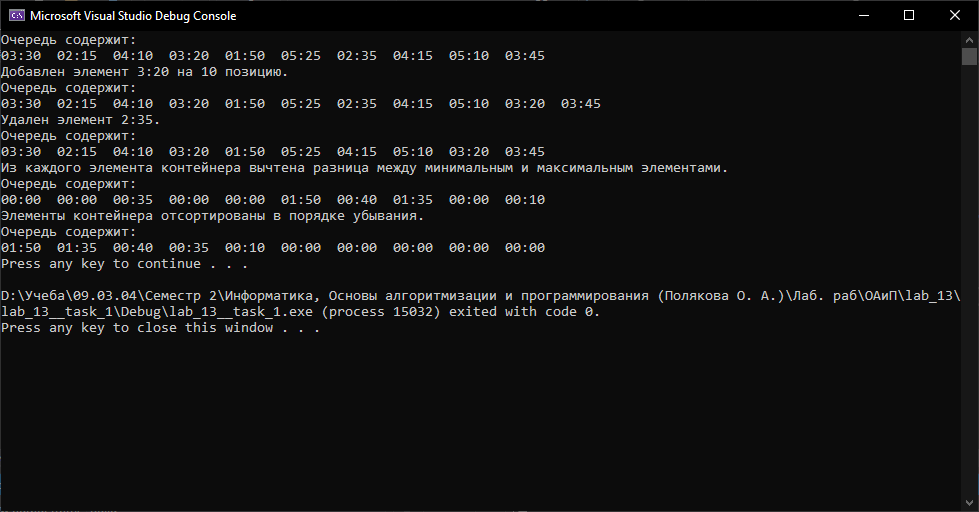 Microsoft Visual Studio Debug Console
Очередь содержит:
03:30  02:15  04:10  03:20  01:50  05:25  02:35  04:15  05:10  03:45
Добавлен элемент 3:20 на 10 позицию.
Очередь содержит:
03:30  02:15  04:10  03:20  01:50  05:25  02:35  04:15  05:10  03:20  03:45
Удален элемент 2:35.
Очередь содержит:
03:30  02:15  04:10  03:20  01:50  05:25  04:15  05:10  03:20  03:45
Из каждого элемента контейнера вычтена разница между минимальным и максимальным элементами.
Очередь содержит:
00:00  00:00  00:35  00:00  00:00  01:50  00:40  01:35  00:00  00:10
Элементы контейнера отсортированы в порядке убывания.
Очередь содержит:
01:50  01:35  00:40  00:35  00:10  00:00  00:00  00:00  00:00  00:00
Press any key to continue . . .
D:\Учеба\09.03.04\Семестр 2\Информатика, Основы алгоритмизации и программирования (Полякова О. А.)\Лаб. раб\ОАиП\lab_13\
lab_13__task_1\Debug\lab_13__task_1.exe (process 15032) exited with code 0.
Press any key to close this window . . .